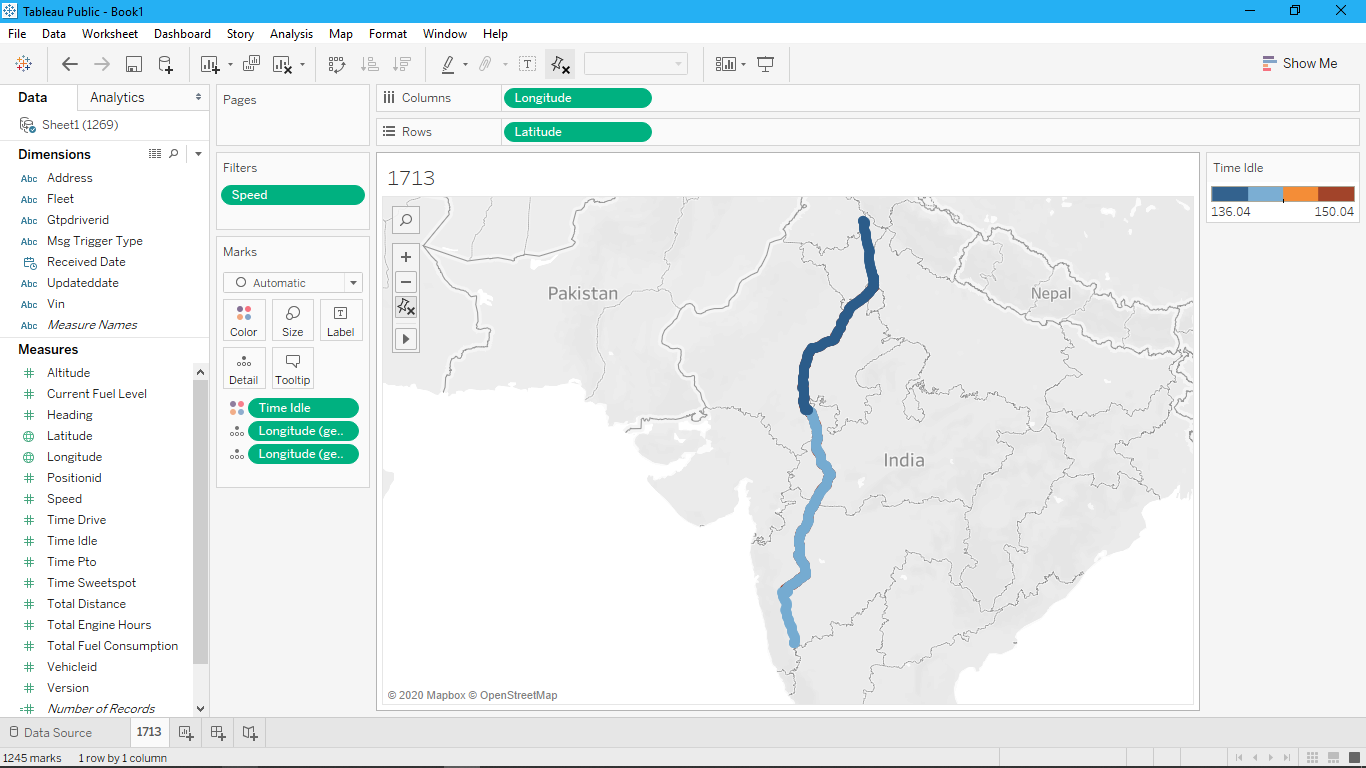 Tableau Public - Book1
File Data Worksheet Dashboard Story Analysis Map Format Window Help
Show Me
Data Analytics
Sheet1 (1269)
Dimensions
Abc Address
Abc Fleet
Abc Gtpdriverid
Abc Msg Trigger Type
Received Date
Abc Updateddate
Abc Vin
Abc Measure Names
Measures
Altitude
Current Fuel Level
Heading
Latitude
Longitude
Positionid
Speed
Time Drive
Time Idle
Time Pto
Time Sweetspot
Total Distance
Total Engine Hours
Total Fuel Consumption
Vehicleid
Version
Number of Records
Pages
Filters
Speed
Marks
Automatic
Color Size Label
Detail Tooltip
Time Idle
Longitude (ge..
Longitude (ge..
Columns Longitude
Rows Latitude
1713
Pakistan
Nepal
India
© 2020 Mapbox © OpenStreetMap
Time Idle
136.04 150.04
Data Source 1713
1245 marks 1 row by 1 column